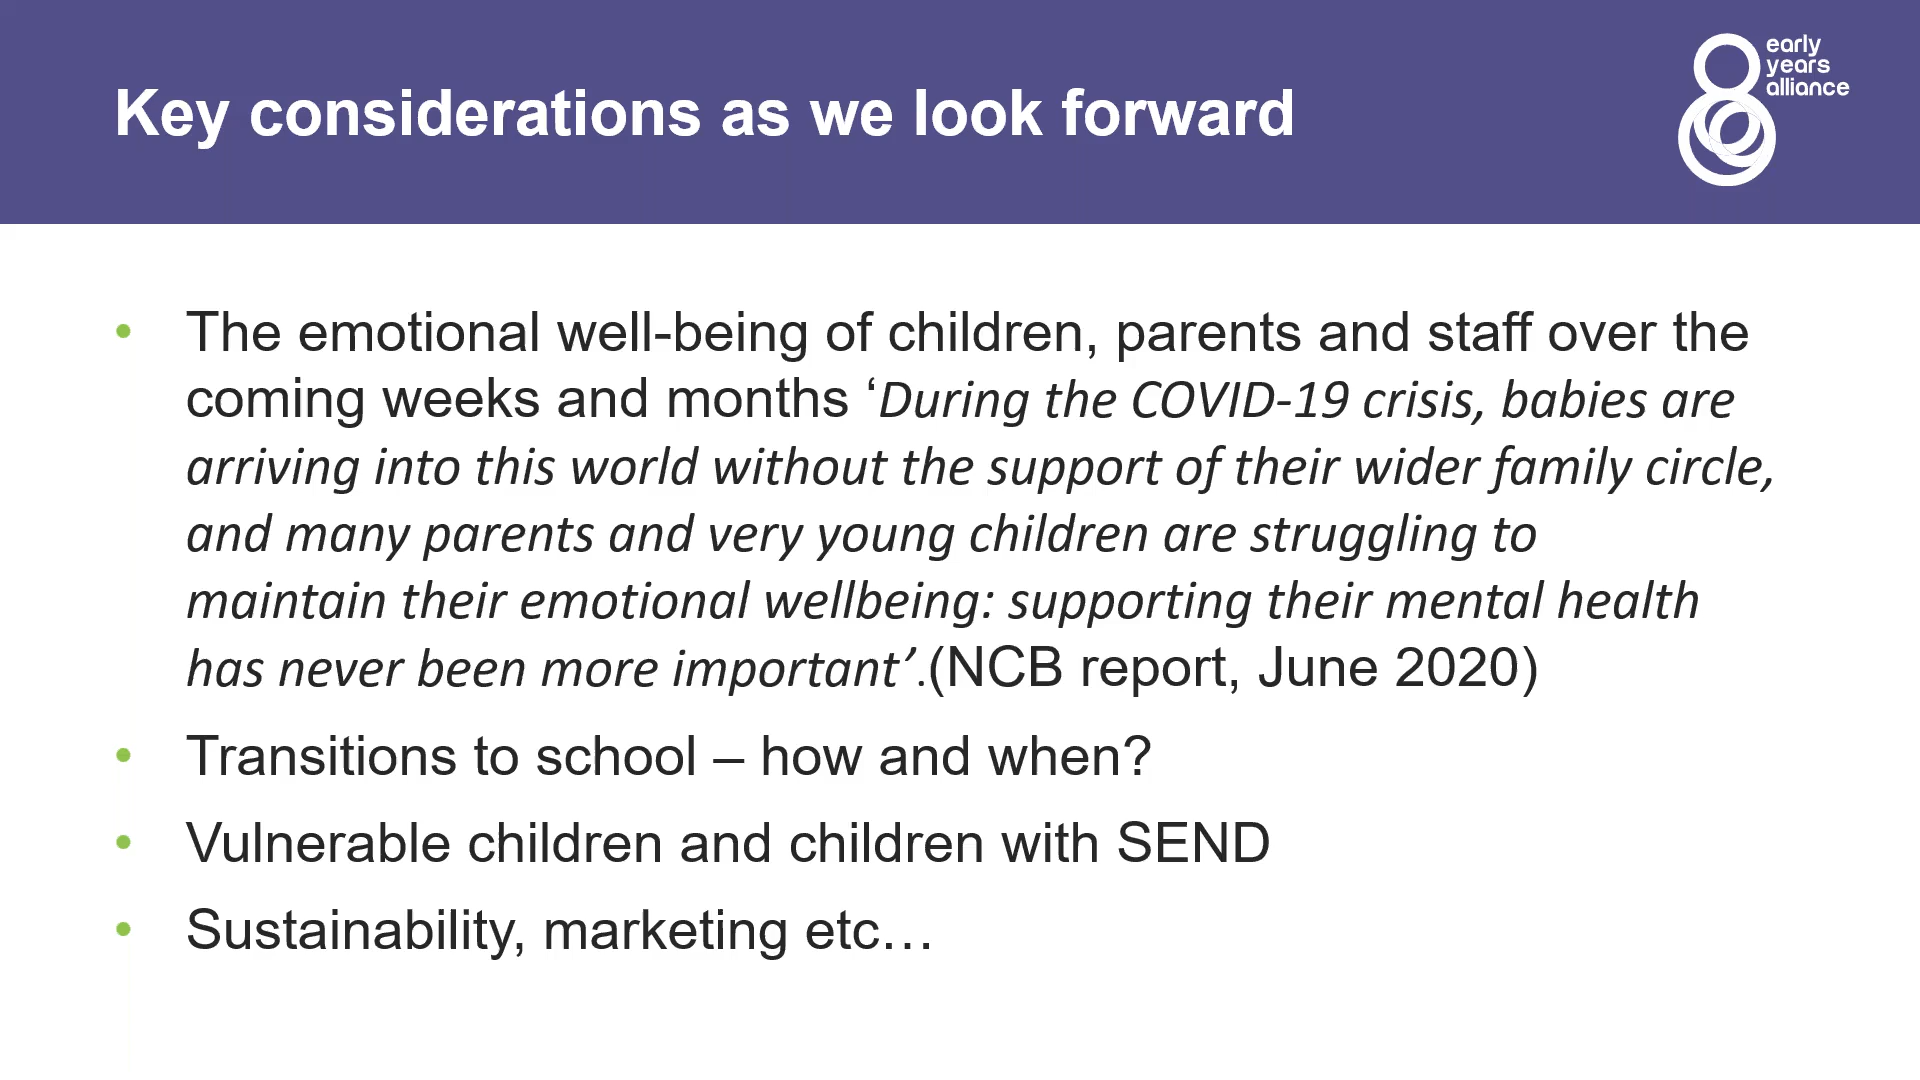 Key considerations as we look forward
early
years
alliance
• The emotional well-being of children, parents and staff over the
coming weeks and months ‘During the COVID-19 crisis, babies are
arriving into this world without the support of their wider family circle,
and many parents and very young children are struggling to
maintain their emotional wellbeing: supporting their mental health
has never been more important’.(NCB report, June 2020)
• Transitions to school – how and when?
• Vulnerable children and children with SEND
• Sustainability, marketing etc…